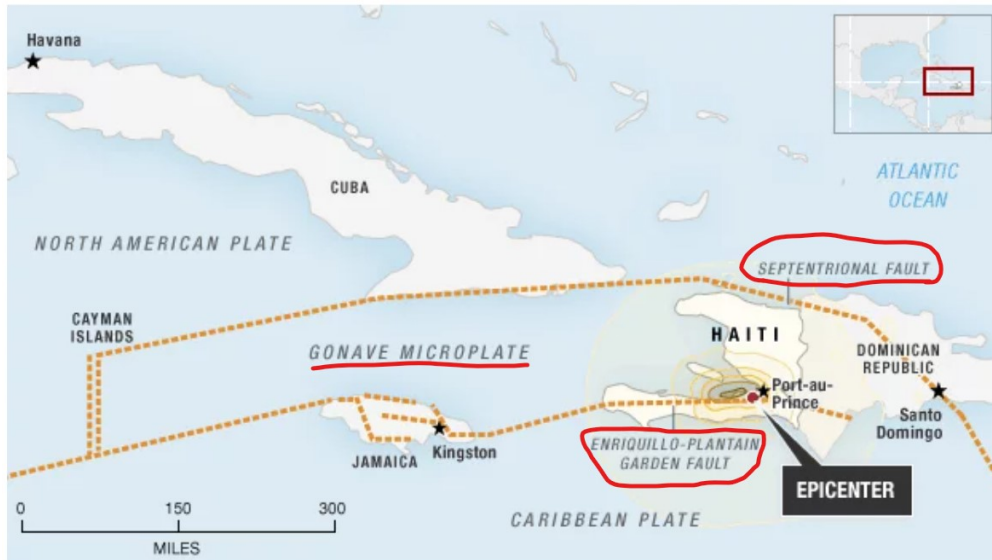 Havana
CUBA
ATLANTIC
OCEAN
NORTH AMERICAN PLATE
SEPTENTRIONAL FAULT
CAYMAN
ISLANDS
GONAVE MICROPLATE
HAITI
DOMINICAN
REPUBLIC
Port-au-
Prince
Santo
Domingo
JAMAICA
Kingston
ENRIQUILLO-PLANTAIN
GARDEN FAULT
EPICENTER
0 150 300
MILES
CARIBBEAN PLATE